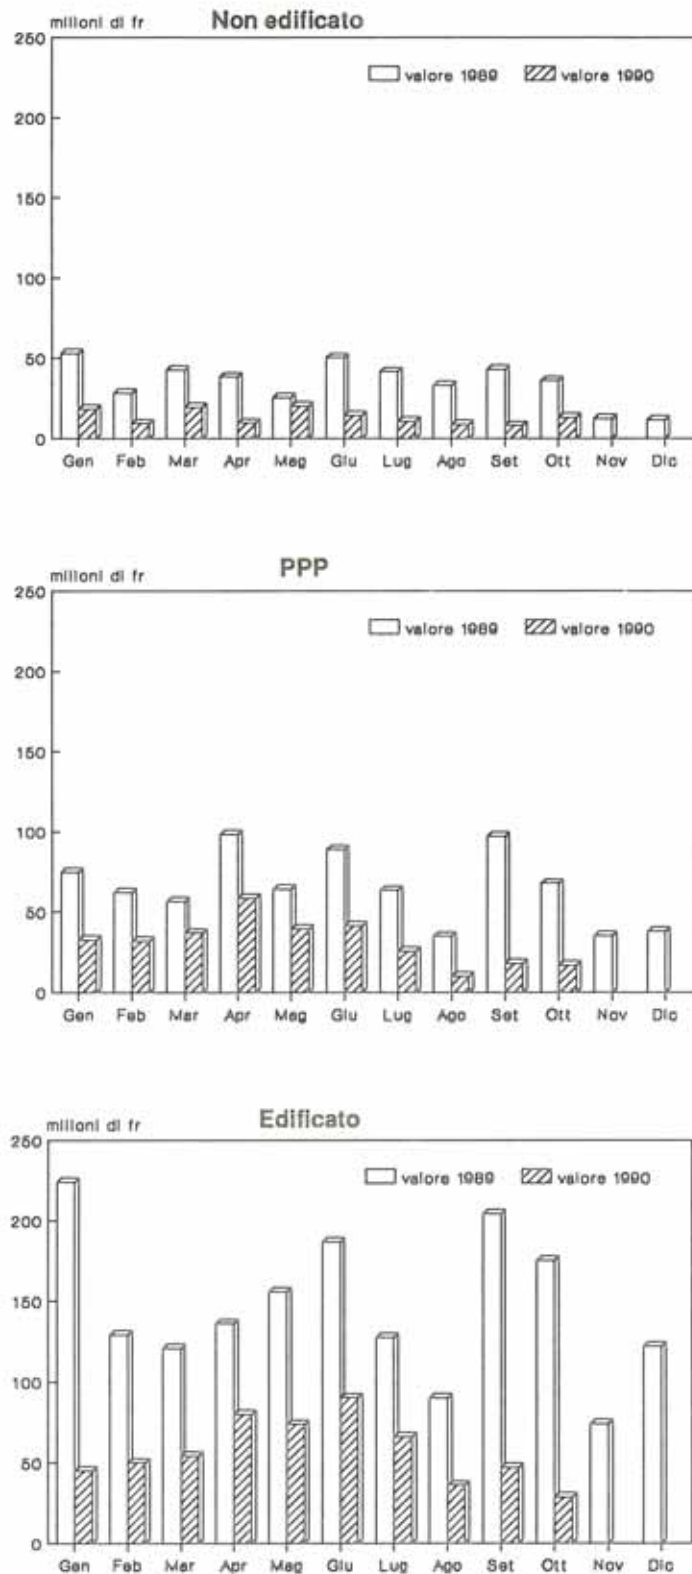 Non edificato
milioni di fr
250
valore 1989 valore 1990
200
150
100
50
0
Gen Feb Mar Apr Mag Giu Lug Ago Set Ott Nov Dic
PPP
milioni di fr
250
valore 1989 valore 1990
200
150
100
50
0
Gen Feb Mar Apr Mag Giu Lug Ago Set Ott Nov Dic
Edificato
milioni di fr
250
valore 1989 valore 1990
200
150
100
50
0
Gen Feb Mar Apr Mag Giu Lug Ago Set Ott Nov Dic